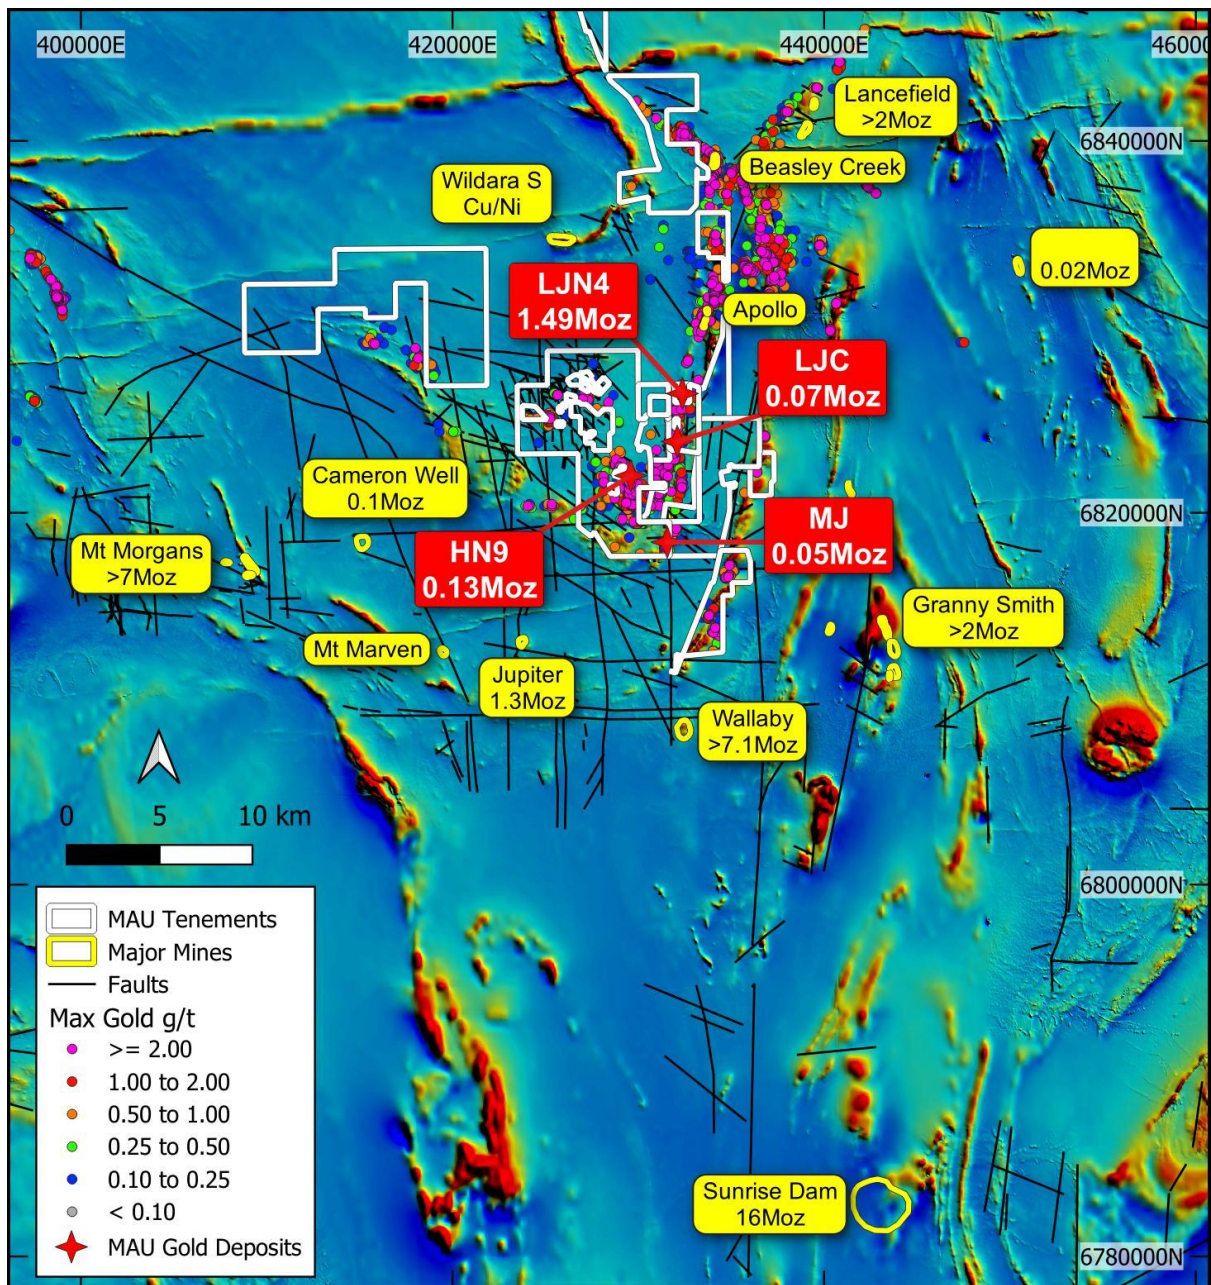 400000E
420000E
440000E
46000
Lancefield
>2Moz
6840000N
Beasley Creek
Wildara S
Cu/Ni
0.02Moz
LJN4
1.49Moz
Apollo
LJC
0.07Moz
Cameron Well
0.1Moz
6820000N
MJ
0.05Moz
HN9
0.13Moz
Mt Morgans
>7Moz
Granny Smith
>2Moz
Mt Marven
Jupiter
1.3Moz
Wallaby
>7.1Moz
0 5 10 km
6800000N
MAU Tenements
Major Mines
Faults
Max Gold g/t
>= 2.00
1.00 to 2.00
0.50 to 1.00
0.25 to 0.50
0.10 to 0.25
< 0.10
MAU Gold Deposits
Sunrise Dam
16Moz
6780000N